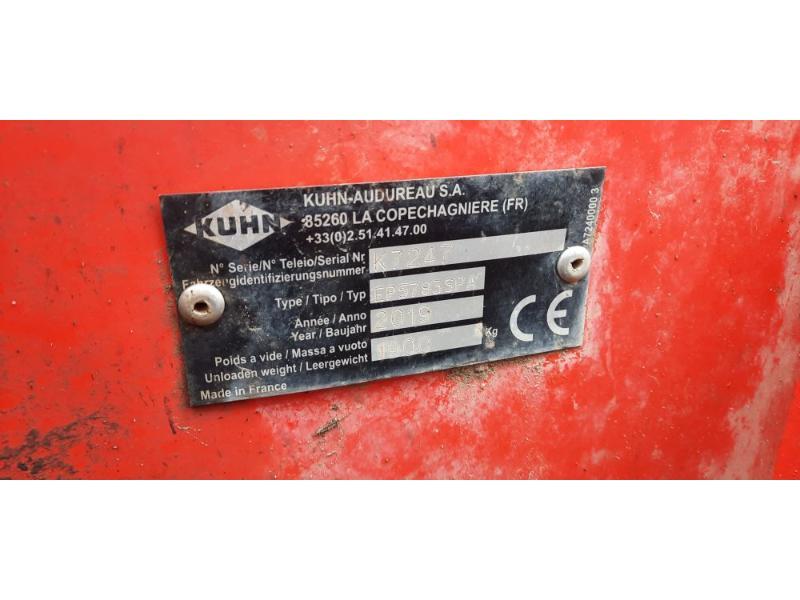 KUHN
KUHN-AUDUREAU S.A.
85260 LA COPECHAGNIERE (FR)
+33(0)2.51.41.47.00
N° Serie/N° Teleio/Serial Nr
Fahrzeugidentifizierungsnummer
K7247
Type / Tipo / Typ
Année / Anno
Year / Baujahr
2019
Poids a vide / Massa a vuoto
Unloaden weight / Leergewicht
1900
Kg
CE
Made in France